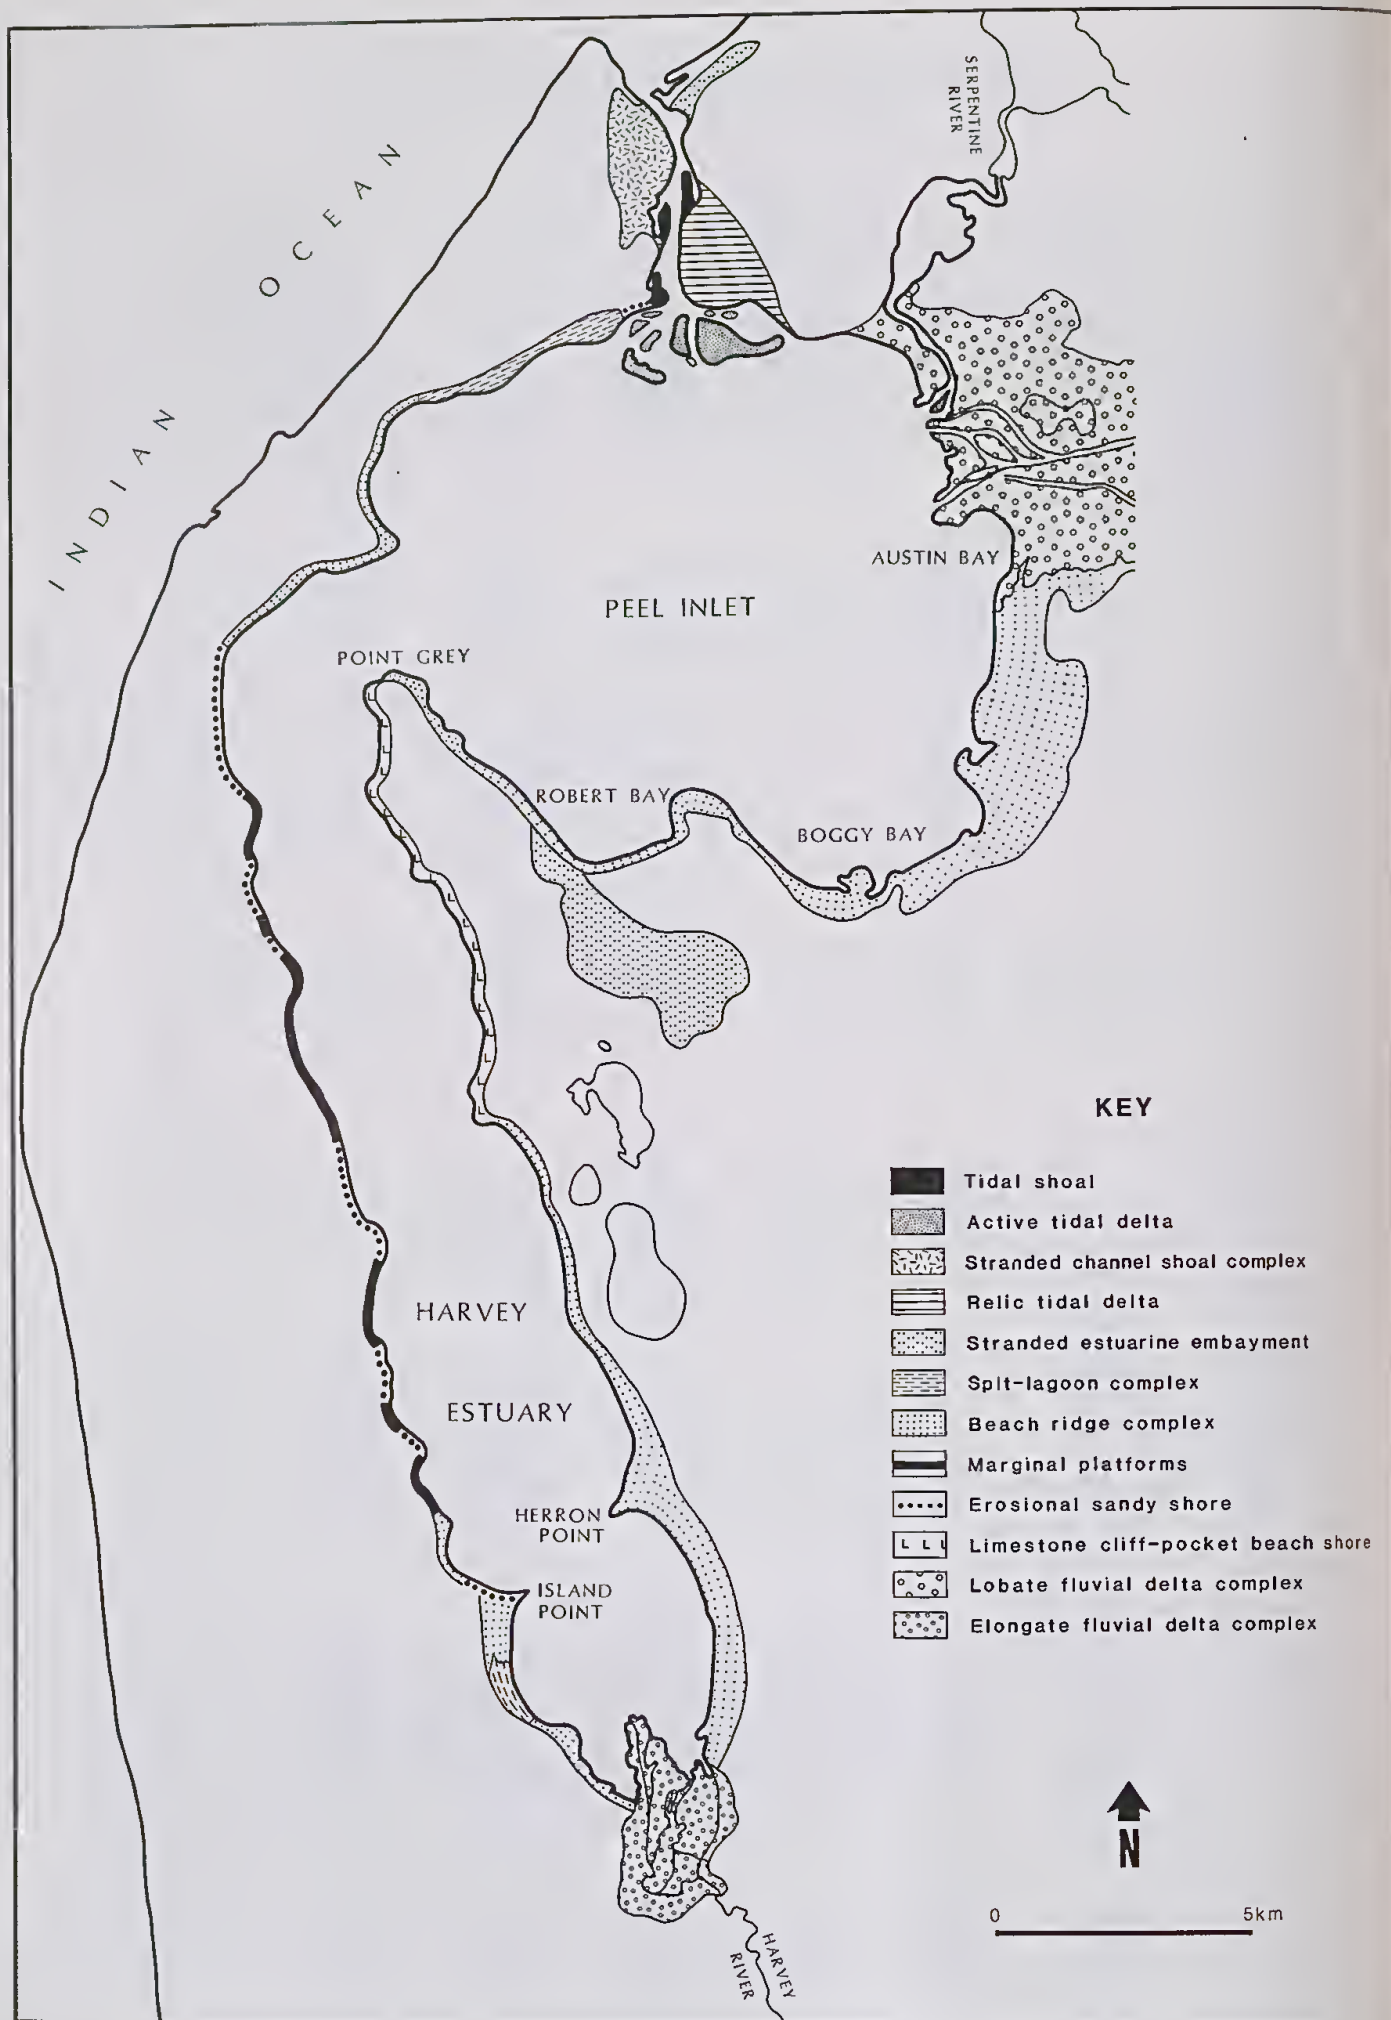 SERPENTINE
RIVER
INDIAN OCEAN
AUSTIN BAY
PEEL INLET
POINT GREY
ROBERT BAY
BOGGY BAY
KEY
Tidal shoal
Active tidal delta
Stranded channel shoal complex
Relic tidal delta
Stranded estuarine embayment
Spit-lagoon complex
Beach ridge complex
Marginal platforms
Erosional sandy shore
L L L Limestone cliff-pocket beach shore
Lobate fluvial delta complex
Elongate fluvial delta complex
HARVEY
ESTUARY
HERRON
POINT
ISLAND
POINT
N
0 5km
HARVEY
RIVER